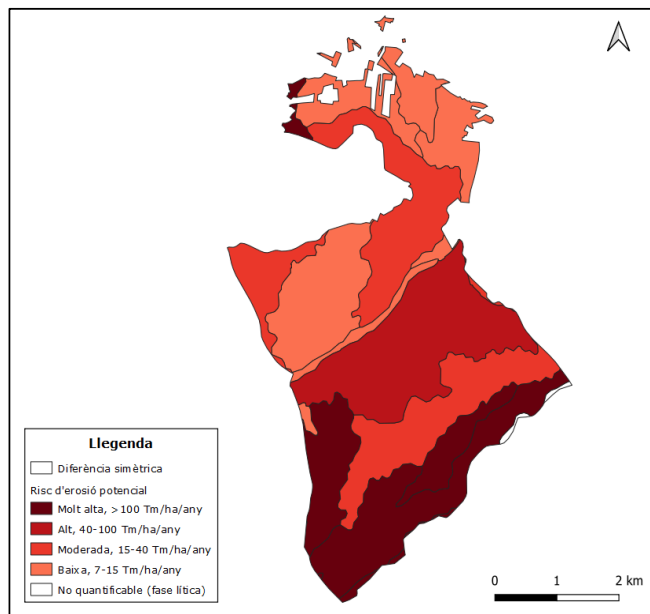 Llegenda
Diferència simètrica
Risc d'erosió potencial
Molt alta, >100 Tm/ha/any
Alt, 40-100 Tm/ha/any
Moderada, 15-40 Tm/ha/any
Baixa, 7-15 Tm/ha/any
No quantificable (fase lítica)
0 1 2 km